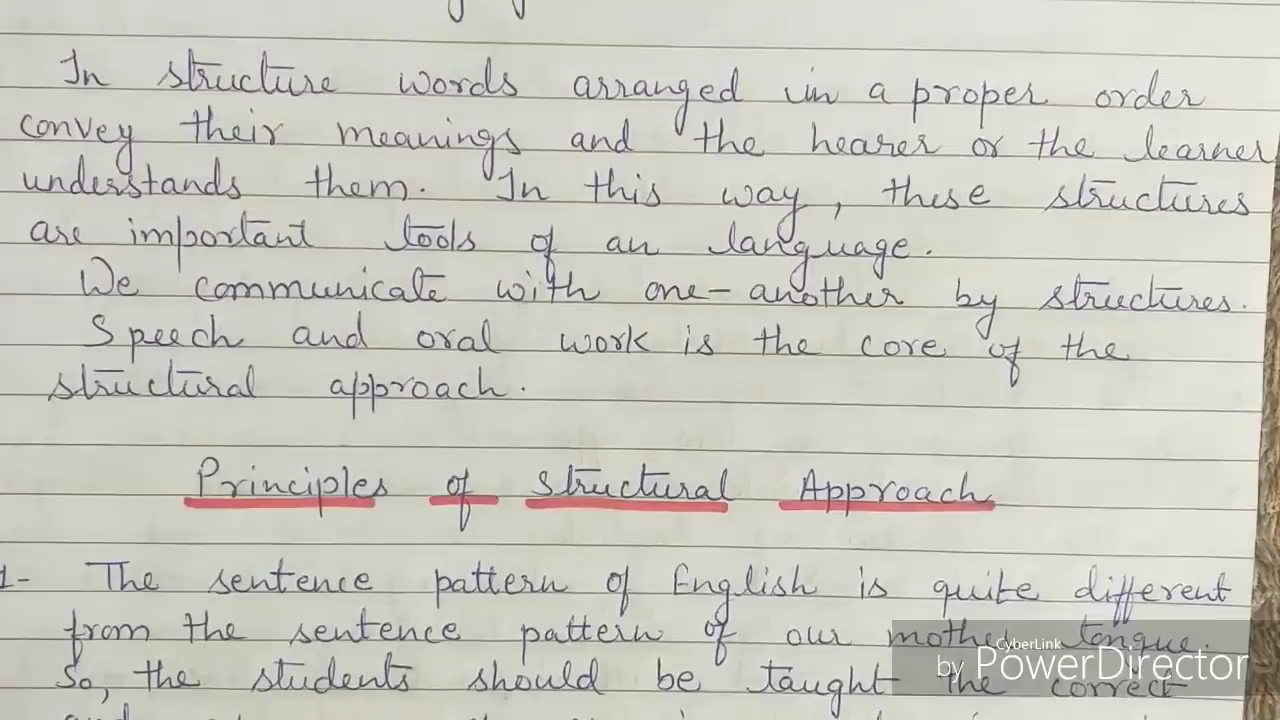 In structure words arranged in a proper order
convey their meanings and the hearer or the learner
understands them. In this way, these structures
are important tools of an language.
We communicate with one-another by structures.
Speech and oral work is the core of the
structural approach.
Principles of Structural Approach
1- The sentence pattern of English is quite different
from the sentence pattern of our mother tongue.
So, the students should be taught the correct
CyberLink
by PowerDirector